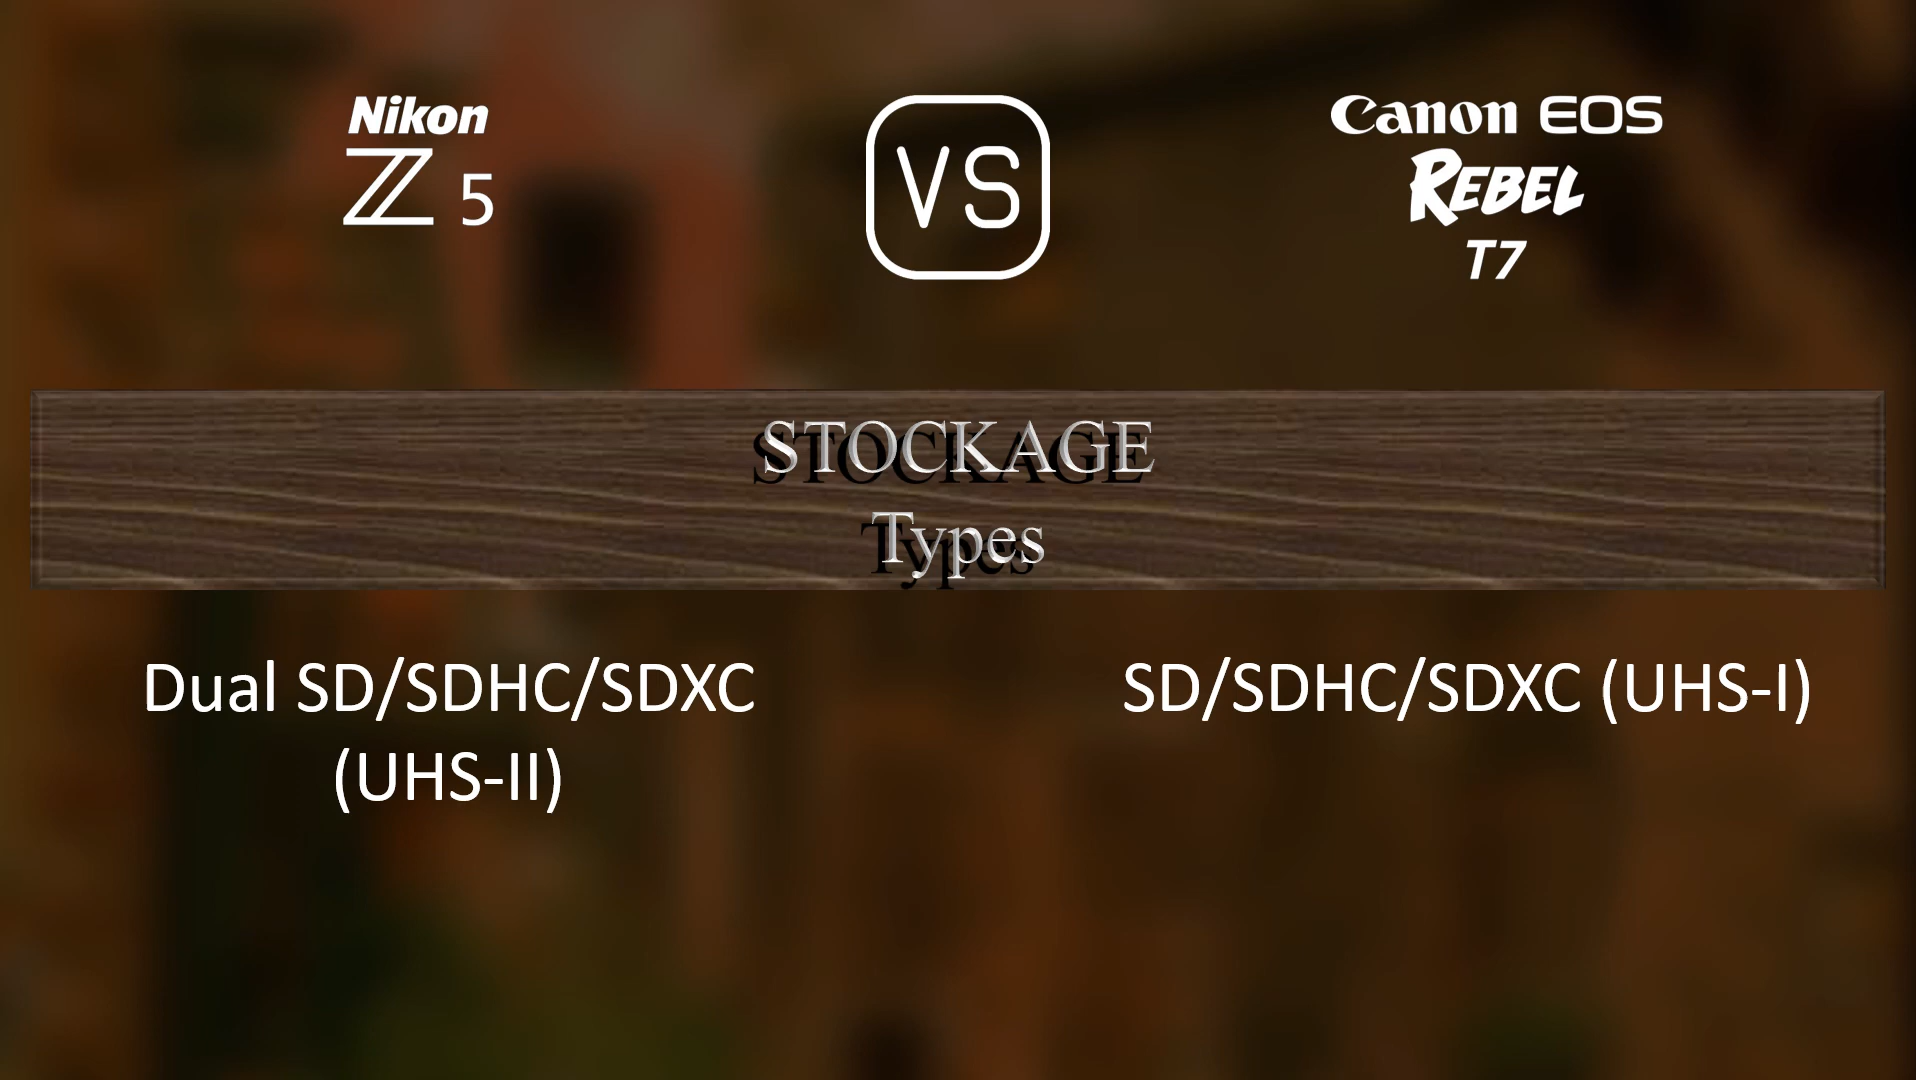 Nikon
Z 5
VS
Canon EOS
REBEL
T7
STOCKAGE
Types
Dual SD/SDHC/SDXC
(UHS-II)
SD/SDHC/SDXC (UHS-I)